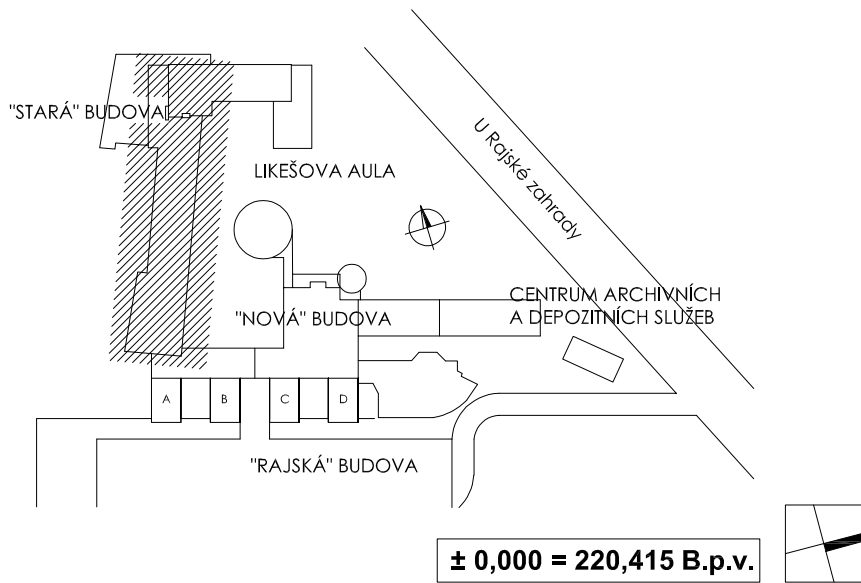 "STARÁ" BUDOVA
LIKEŠOVA AULA
U Rajské zahrady
"NOVÁ" BUDOVA
CENTRUM ARCHIVNÍCH
A DEPOZITNÍCH SLUŽEB
A B C D
"RAJSKÁ" BUDOVA
± 0,000 = 220,415 B.p.v.